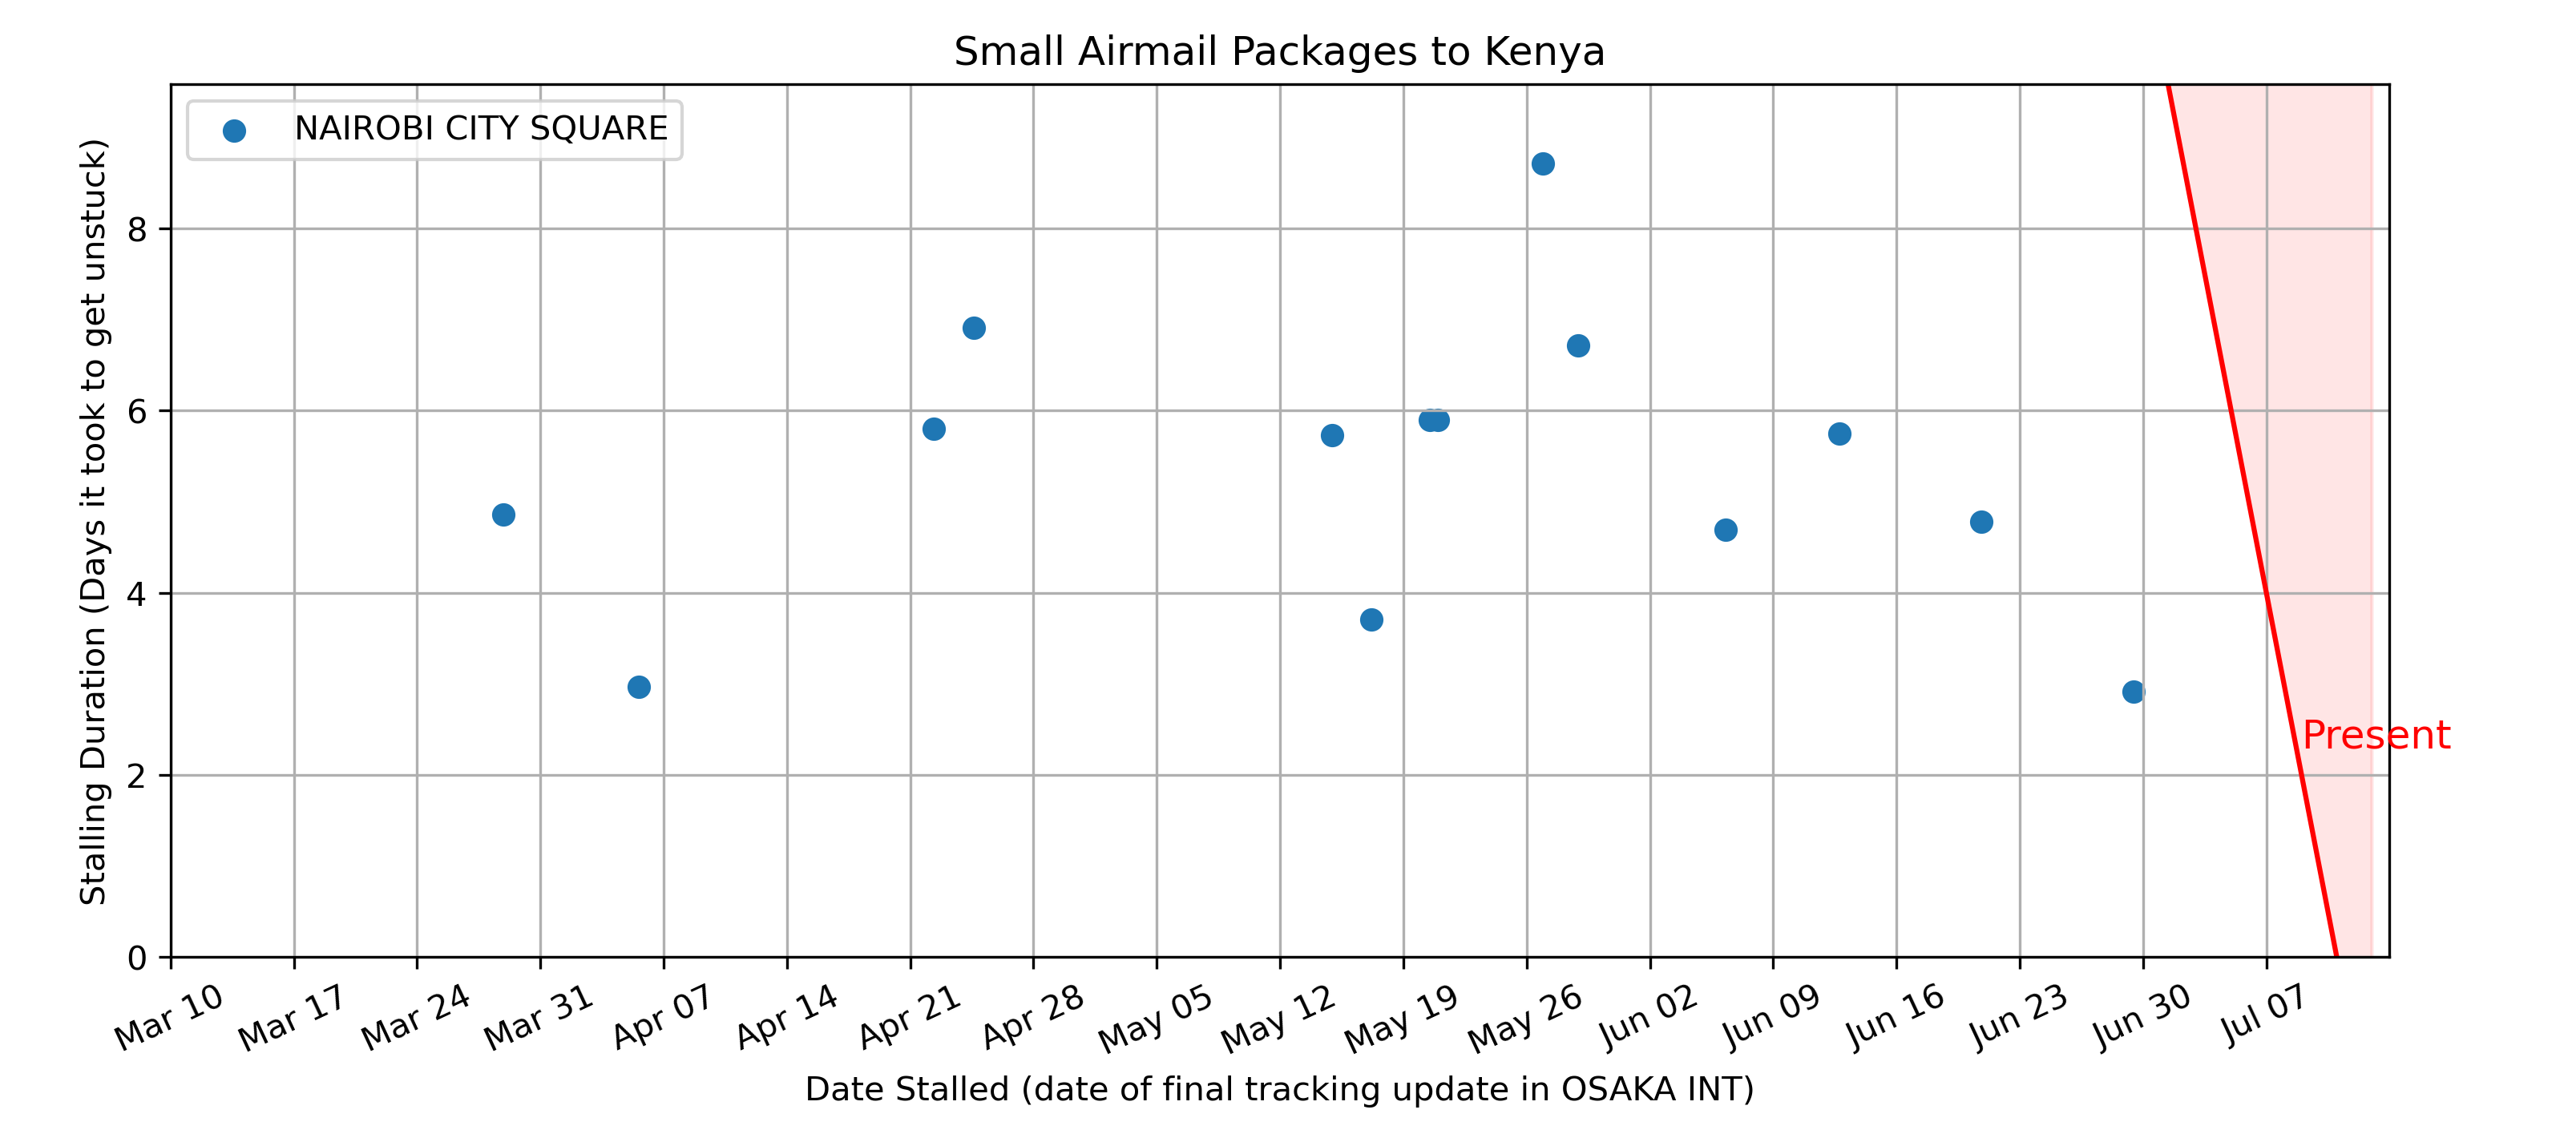 Small Airmail Packages to Kenya
NAIROBI CITY SQUARE
Stalling Duration (Days it took to get unstuck)
8
6
4
2
0
Present
Mar 10
Mar 17
Mar 24
Mar 31
Apr 07
Apr 14
Apr 21
Apr 28
May 05
May 12
May 19
May 26
Jun 02
Jun 09
Jun 16
Jun 23
Jun 30
Jul 07
Date Stalled (date of final tracking update in OSAKA INT)